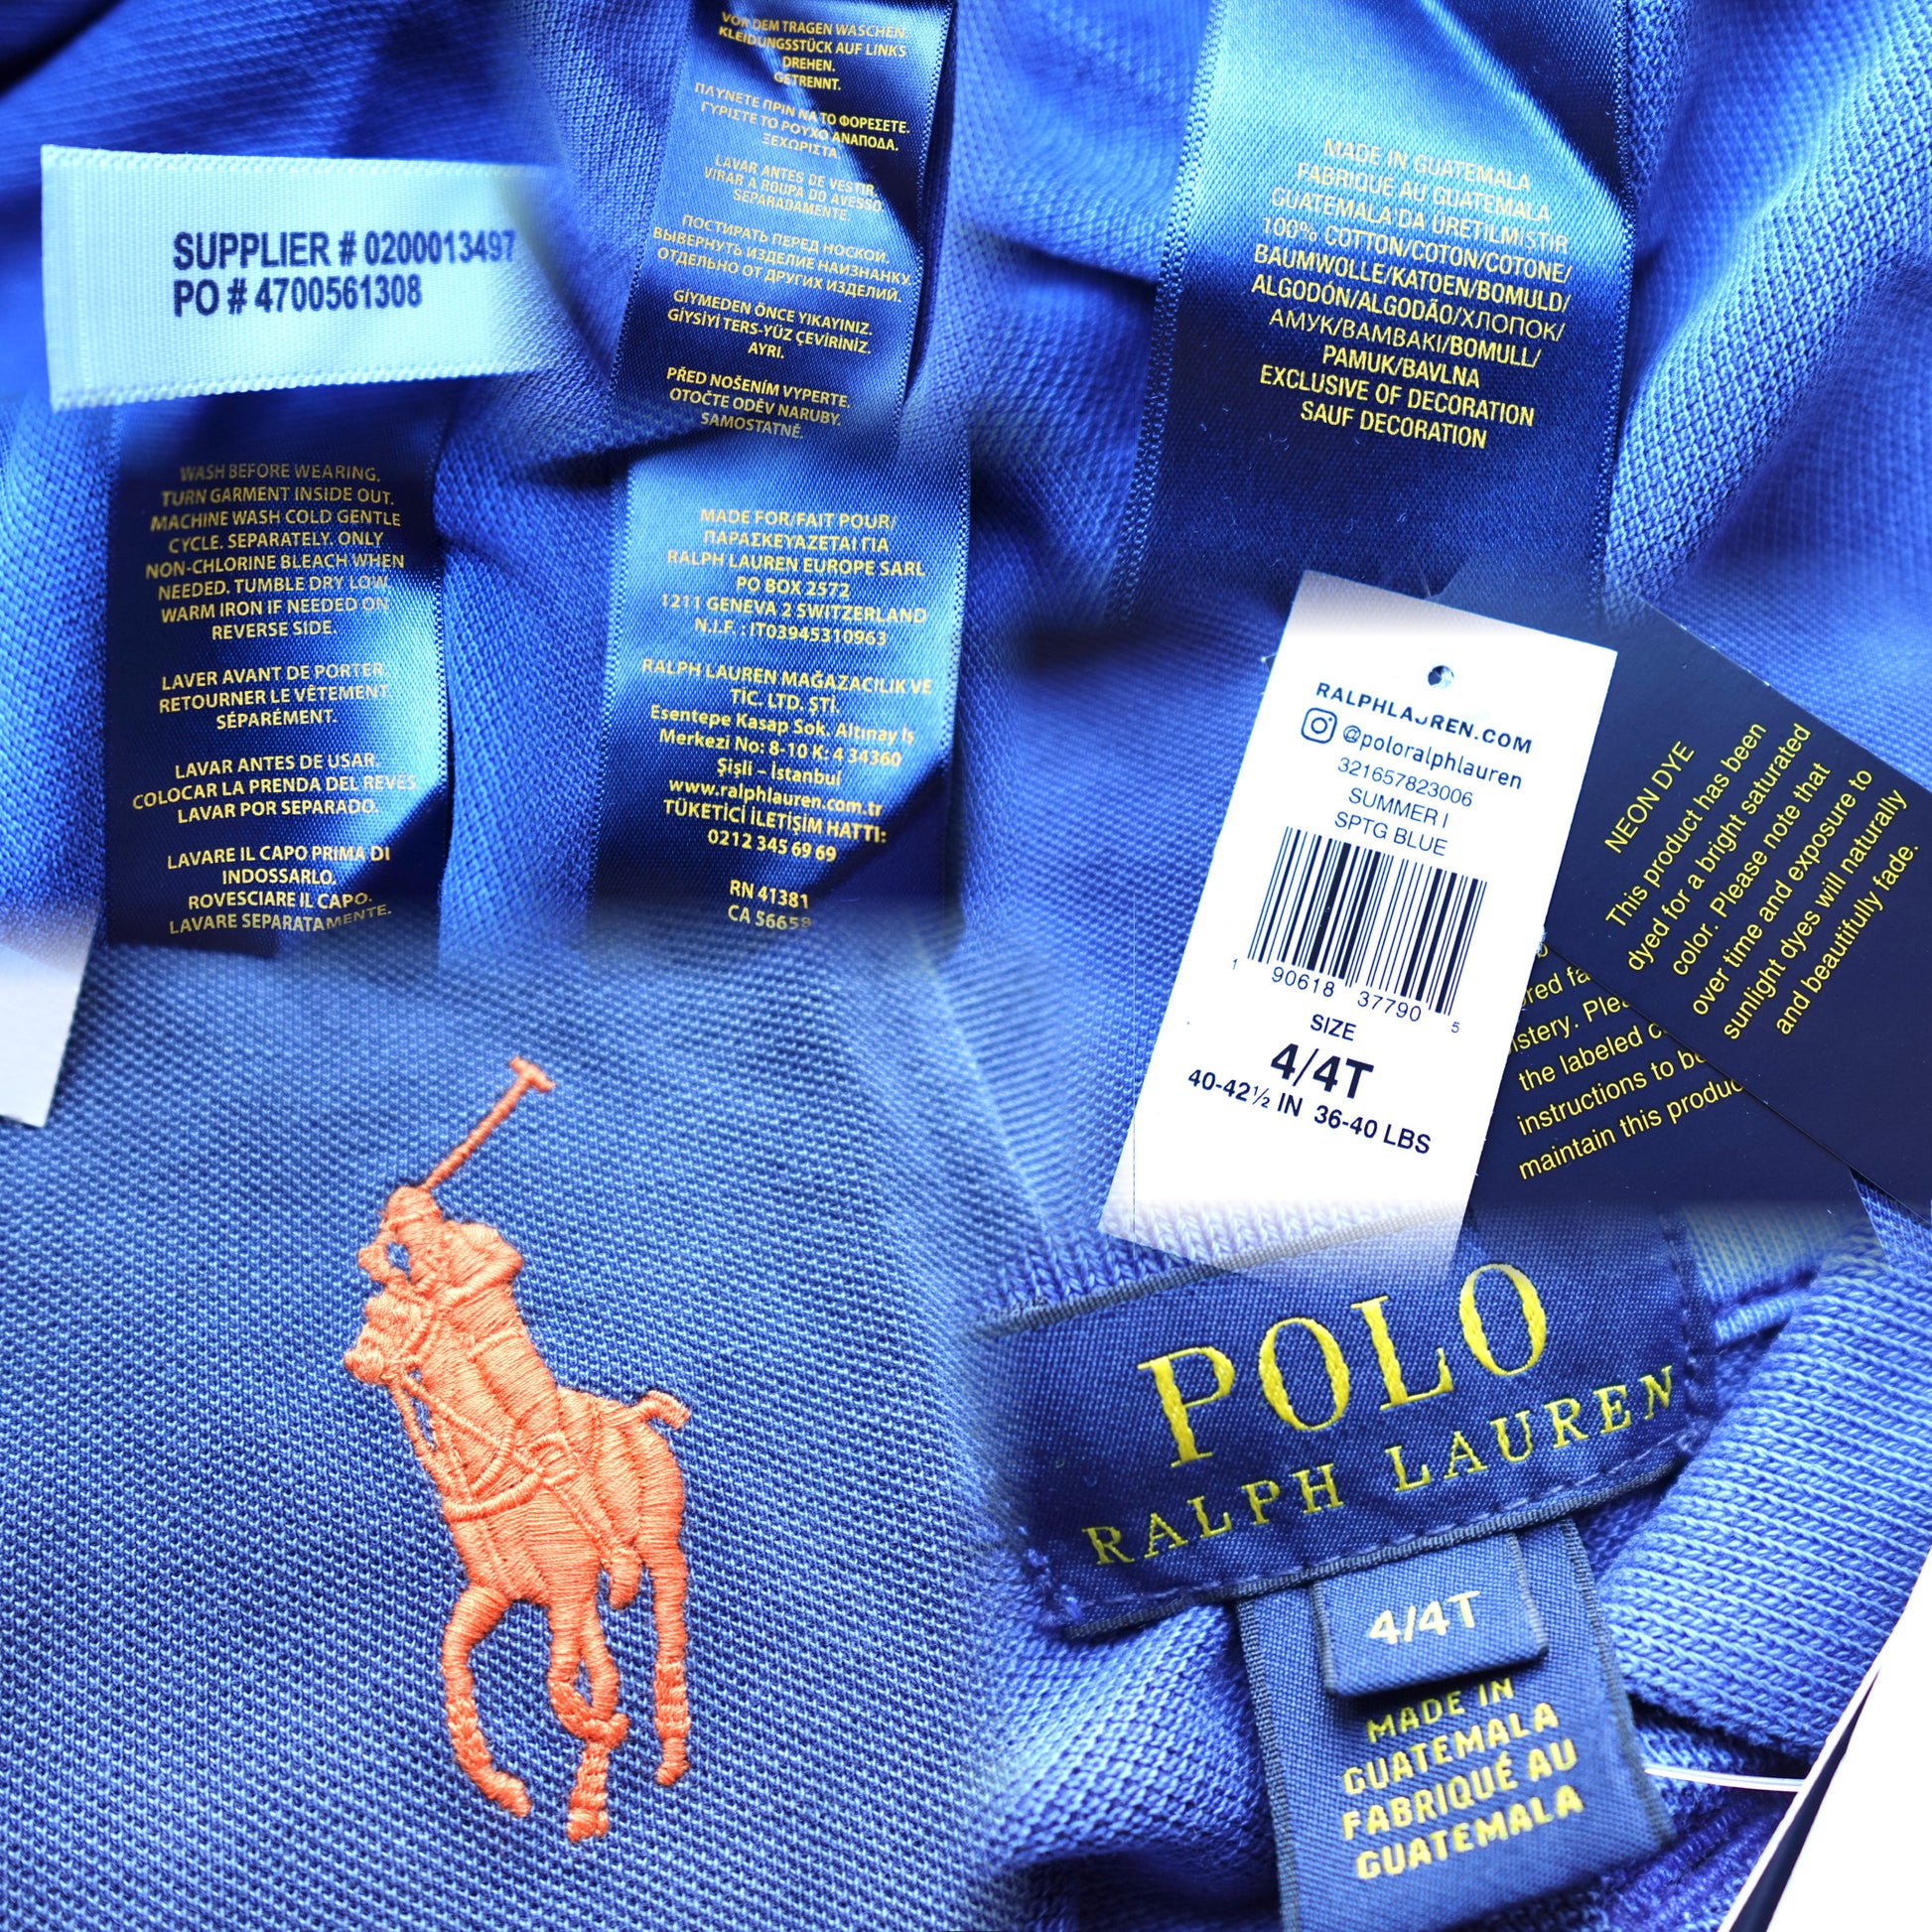 SUPPLIER # 0200013497
PO # 4700561308
VOR DEM TRAGEN WASCHEN.
KLEIDUNGSSTÜCK AUF LINKS
DREHEN.
GETRENNT.
ΠΛΥΝΕΤΕ ΠΡΙΝ ΝΑ ΤΟ ΦΟΡΕΣΕΤΕ.
ΓΥΡΙΣΤΕ ΤΟ ΡΟΥΧΟ ΑΝΑΠΟΔΑ.
ΞΕΧΩΡΙΣΤΑ.
LAVAR ANTES DE VESTIR.
VIRAR A ROUPA DO AVESSO
SEPARADAMENTE.
ПОСТИРАТЬ ПЕРЕД НОСКОЙ.
ВЫВЕРНУТЬ ИЗДЕЛИЕ НАИЗНАНКУ.
ОТДЕЛЬНО ОТ ДРУГИХ ИЗДЕЛИЙ.
GİYMEDEN ÖNCE YIKAYINIZ.
GİYSİYİ TERS-YÜZ ÇEVİRİNİZ.
AYRI.
PŘED NOŠENÍM VYPERTE.
OTOČTE ODĚV NARUBY.
SAMOSTATNĚ.
MADE IN GUATEMALA
FABRIQUÉ AU GUATEMALA
GUATEMALA'DA ÜRETILMISTIR
100% COTTON/COTON/COTONE/
BAUMWOLLE/KATOEN/BOMULD/
ALGODÓN/ALGODÃO/ХЛОПОК/
АМУК/ΒΑΜΒΑΚΙ/BOMULL/
PAMUK/BAVLNA
EXCLUSIVE OF DECORATION
SAUF DECORATION
WASH BEFORE WEARING.
TURN GARMENT INSIDE OUT.
MACHINE WASH COLD GENTLE
CYCLE. SEPARATELY. ONLY
NON-CHLORINE BLEACH WHEN
NEEDED. TUMBLE DRY LOW.
WARM IRON IF NEEDED ON
REVERSE SIDE.
LAVER AVANT DE PORTER.
RETOURNER LE VÊTEMENT
SÉPARÉMENT.
LAVAR ANTES DE USAR.
COLOCAR LA PRENDA DEL REVÉS
LAVAR POR SEPARADO.
LAVARE IL CAPO PRIMA DI
INDOSSARLO.
ROVESCIARE IL CAPO.
LAVARE SEPARATAMENTE.
MADE FOR/FAIT POUR/
ΠΑΡΑΣΚΕΥΑΖΕΤΑΙ ΓΙΑ
RALPH LAUREN EUROPE SARL
PO BOX 2572
1211 GENEVA 2 SWITZERLAND
N.I.F. : IT03945310963
RALPH LAUREN MAĞAZACILIK VE
TİC. LTD. ŞTİ.
Esentepe Kasap Sok. Altınay İş
Merkezi No: 8-10 K: 4 34360
Şişli – İstanbul
www.ralphlauren.com.tr
TÜKETİCİ İLETİŞİM HATTI:
0212 345 69 69
RN 41381
CA 56658
RALPHLAUREN.COM
@poloralphlauren
321657823006
SUMMER I
SPTG BLUE
1 90618 37790 5
SIZE
4/4T
40-42½ IN 36-40 LBS
NEON DYE
This product has been
dyed for a bright saturated
color. Please note that
over time and exposure to
sunlight dyes will naturally
and beautifully fade.
the labeled
instructions to
maintain this
POLO
RALPH LAUREN
4/4T
MADE IN
GUATEMALA
FABRIQUÉ AU
GUATEMALA